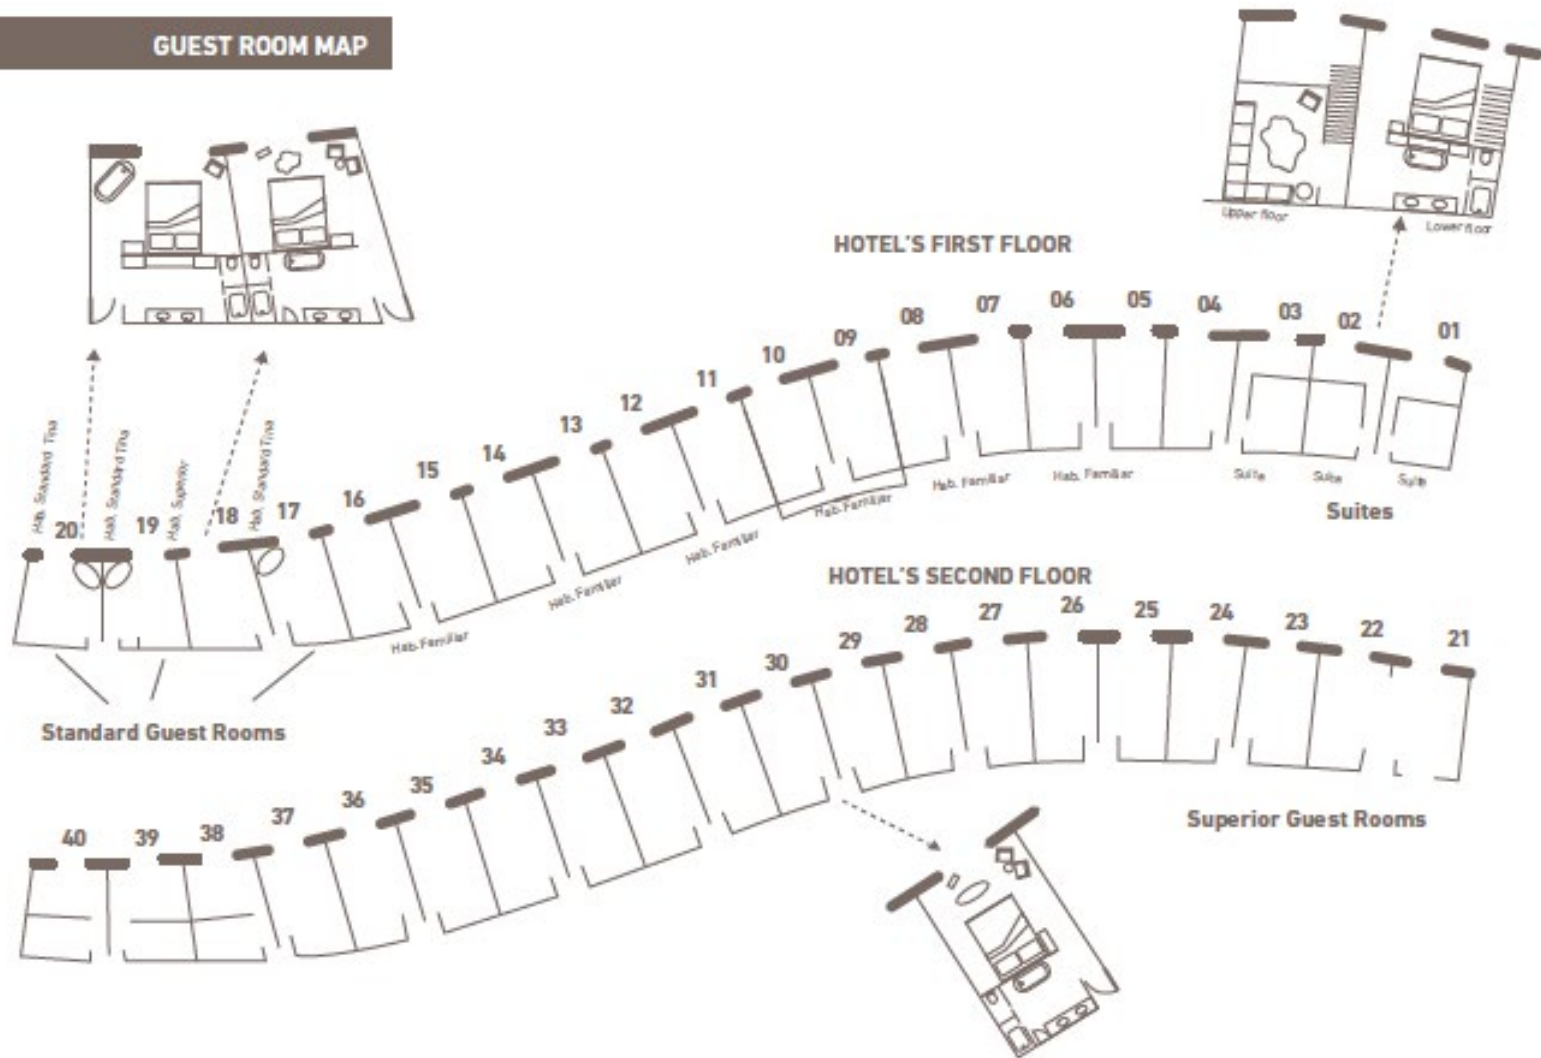 GUEST ROOM MAP
Upper floor
Lower floor
HOTEL'S FIRST FLOOR
01
02
03
04
05
06
07
08
09
10
11
12
13
14
15
16
17
18
19
20
Hab. Standard Tina
Hab. Standard Tina
Hab. Superior
Hab. Standard Tina
Hab. Familiar
Hab. Familiar
Hab. Familiar
Hab. Familiar
Hab. Familiar
Hab. Familiar
Suite
Suite
Suite
Suites
Standard Guest Rooms
HOTEL'S SECOND FLOOR
21
22
23
24
25
26
27
28
29
30
31
32
33
34
35
36
37
38
39
40
Superior Guest Rooms